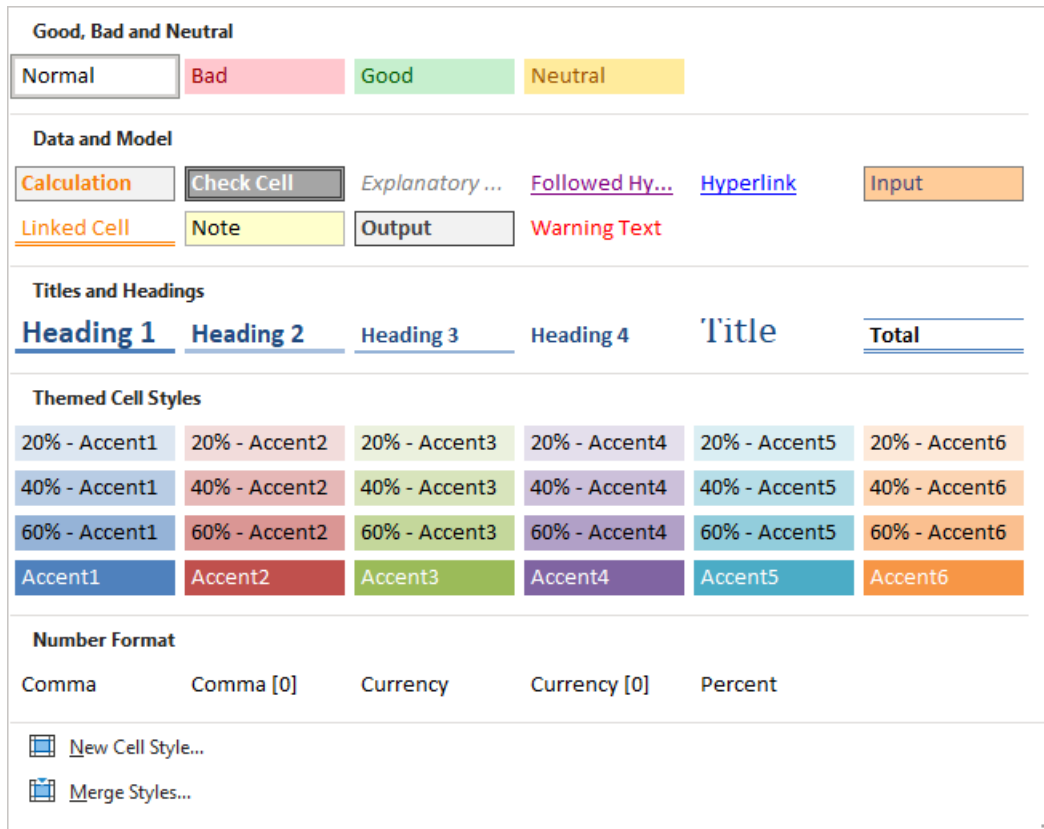 Good, Bad and Neutral
Normal Bad Good Neutral
Data and Model
Calculation Check Cell Explanatory ... Followed Hy... Hyperlink Input
Linked Cell Note Output Warning Text
Titles and Headings
Heading 1 Heading 2 Heading 3 Heading 4 Title Total
Themed Cell Styles
20% - Accent1 20% - Accent2 20% - Accent3 20% - Accent4 20% - Accent5 20% - Accent6
40% - Accent1 40% - Accent2 40% - Accent3 40% - Accent4 40% - Accent5 40% - Accent6
60% - Accent1 60% - Accent2 60% - Accent3 60% - Accent4 60% - Accent5 60% - Accent6
Accent1 Accent2 Accent3 Accent4 Accent5 Accent6
Number Format
Comma Comma [0] Currency Currency [0] Percent
New Cell Style...
Merge Styles...